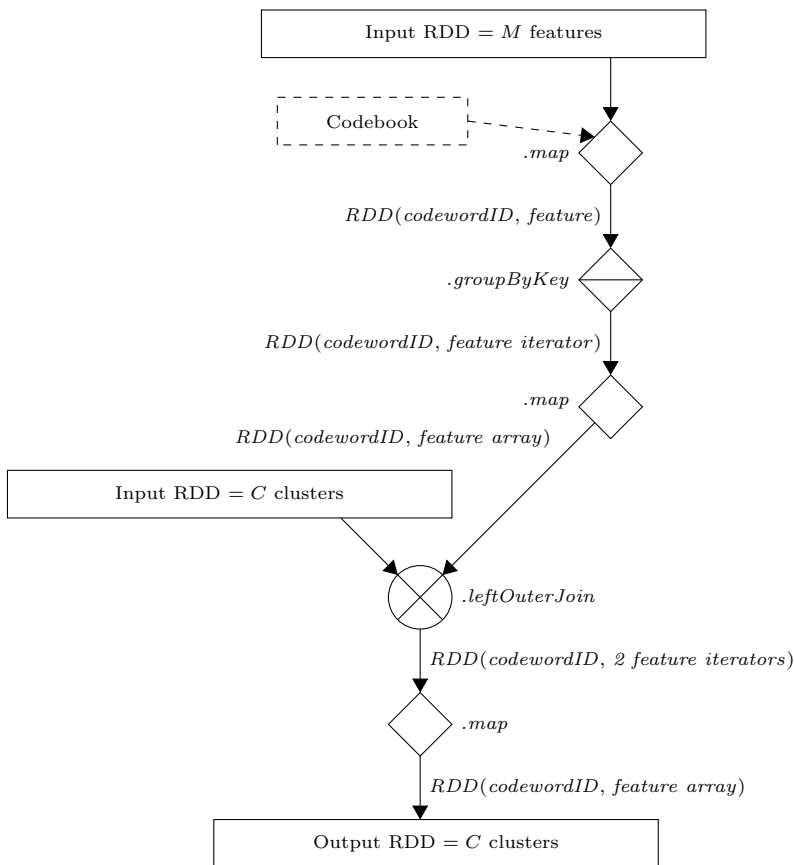 Input RDD = M features
Codebook
.map
RDD(codewordID, feature)
.groupByKey
RDD(codewordID, feature iterator)
.map
RDD(codewordID, feature array)
Input RDD = C clusters
.leftOuterJoin
RDD(codewordID, 2 feature iterators)
.map
RDD(codewordID, feature array)
Output RDD = C clusters